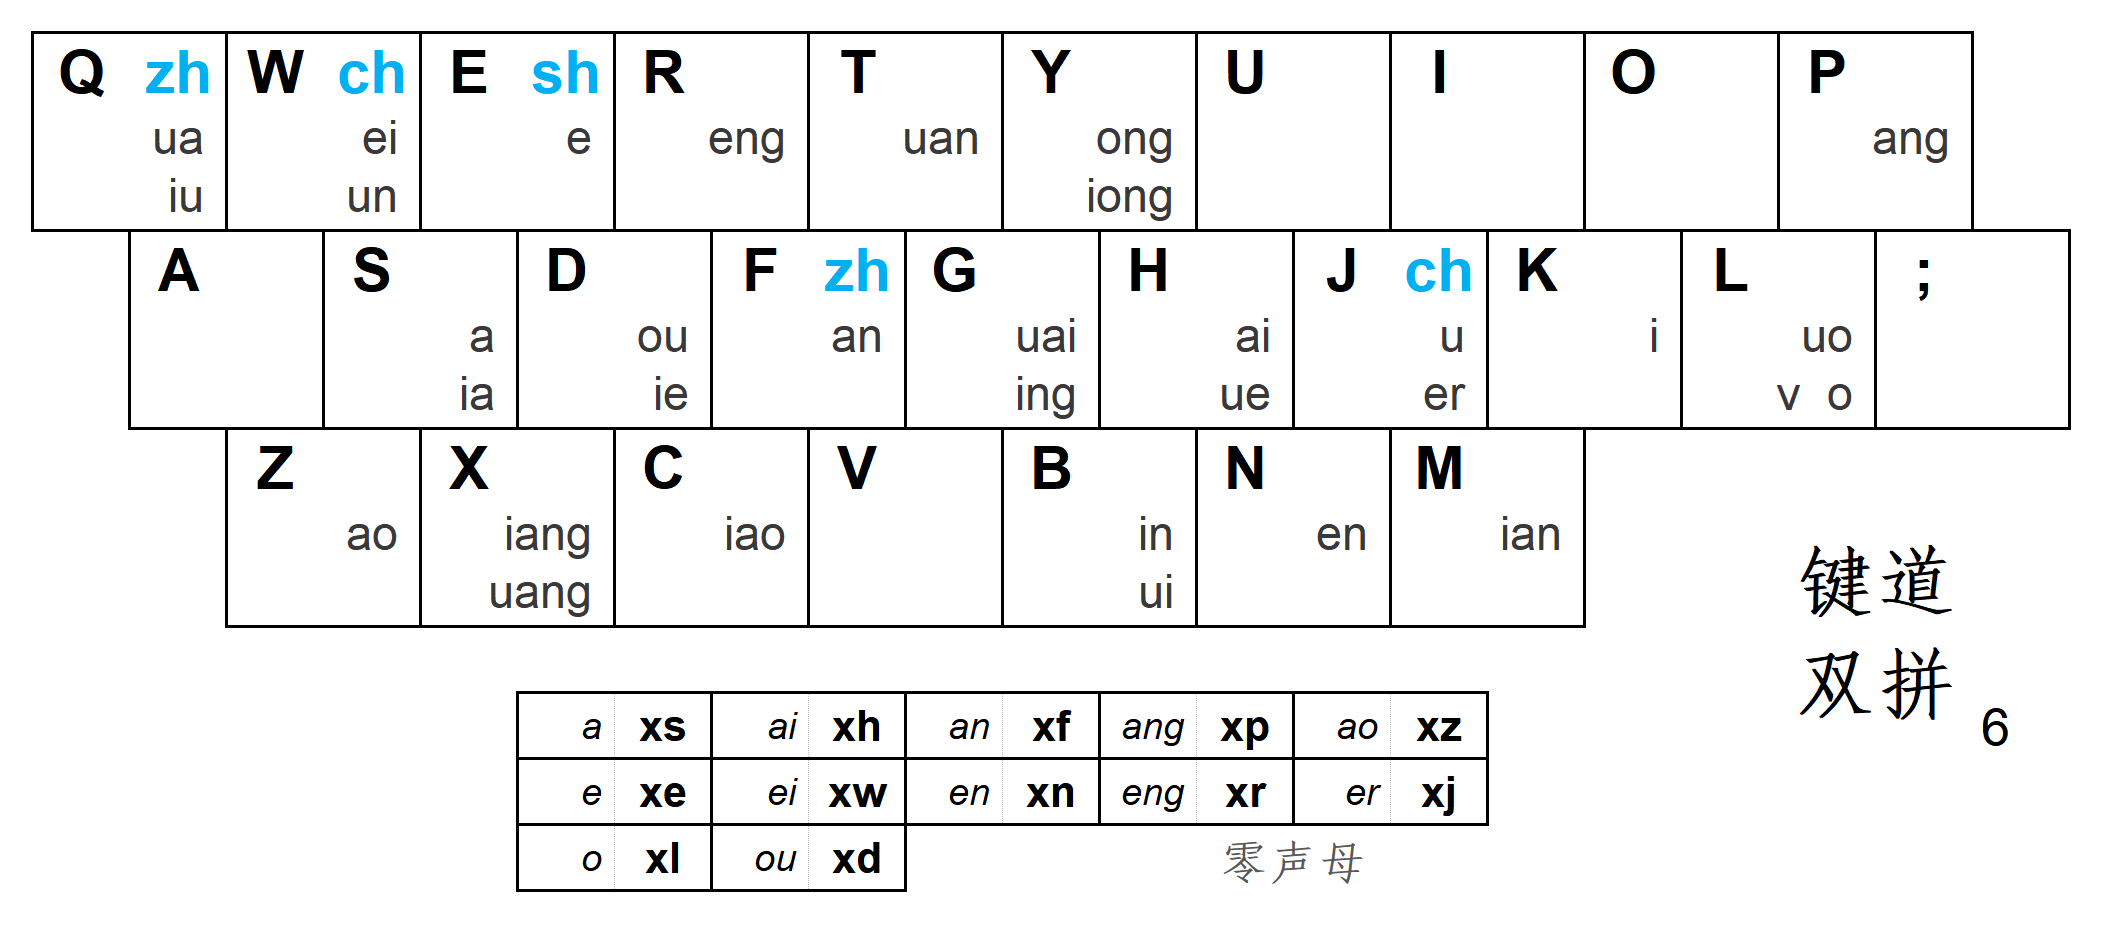 Q zh W ch E sh R T Y U I O P
ua ei e eng uan ong ang
iu un iong
A S D F zh G H J ch K L ;
a ou an uai ai u i uo
ia ie ing ue er v o
Z X C V B N M
ao iang iao in en ian
uang ui
键道
双拼 6
a xs ai xh an xf ang xp ao xz
e xe ei xw en xn eng xr er xj
o xl ou xd
零声母